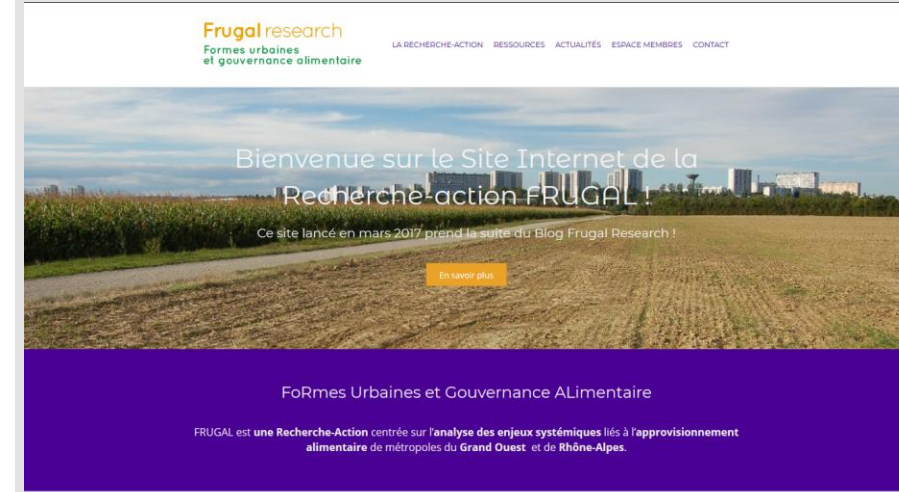 Frugal research
Formes urbaines
et gouvernance alimentaire
LA RECHERCHE-ACTION RESSOURCES ACTUALITÉS ESPACE MEMBRES CONTACT
Bienvenue sur le Site Internet de la
Recherche-action FRUGAL !
Ce site lancé en mars 2017 prend la suite du Blog Frugal Research !
En savoir plus
FoRmes Urbaines et Gouvernance ALimentaire
FRUGAL est une Recherche-Action centrée sur l'analyse des enjeux systémiques liés à l'approvisionnement
alimentaire de métropoles du Grand Ouest et de Rhône-Alpes.